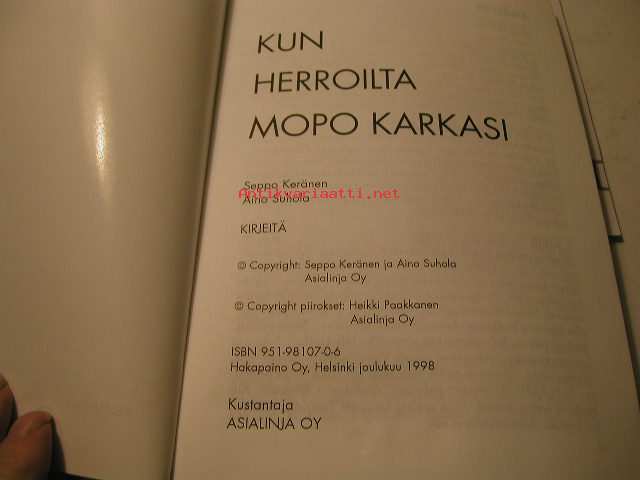 KUN
HERROILTA
MOPO KARKASI
Seppo Keränen
Antikvariaatti.net
Aino Suhola
KIRJEITÄ
© Copyright: Seppo Keränen ja Aino Suhola
Asialinja Oy
© Copyright piirokset: Heikki Paakkanen
Asialinja Oy
ISBN 951-98107-0-6
Hakapaino Oy, Helsinki joulukuu 1998
Kustantaja
ASIALINJA OY